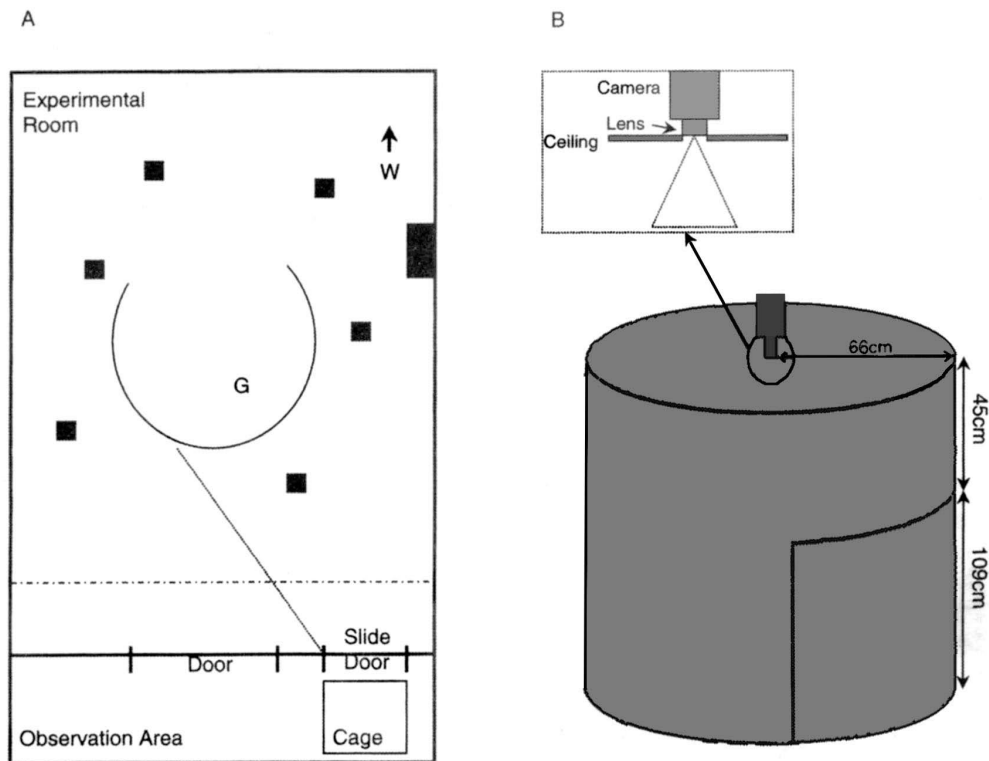 A
Experimental
Room
W
G
Slide
Door
Door
Observation Area
Cage
B
Camera
Lens
Ceiling
66cm
45cm
109cm